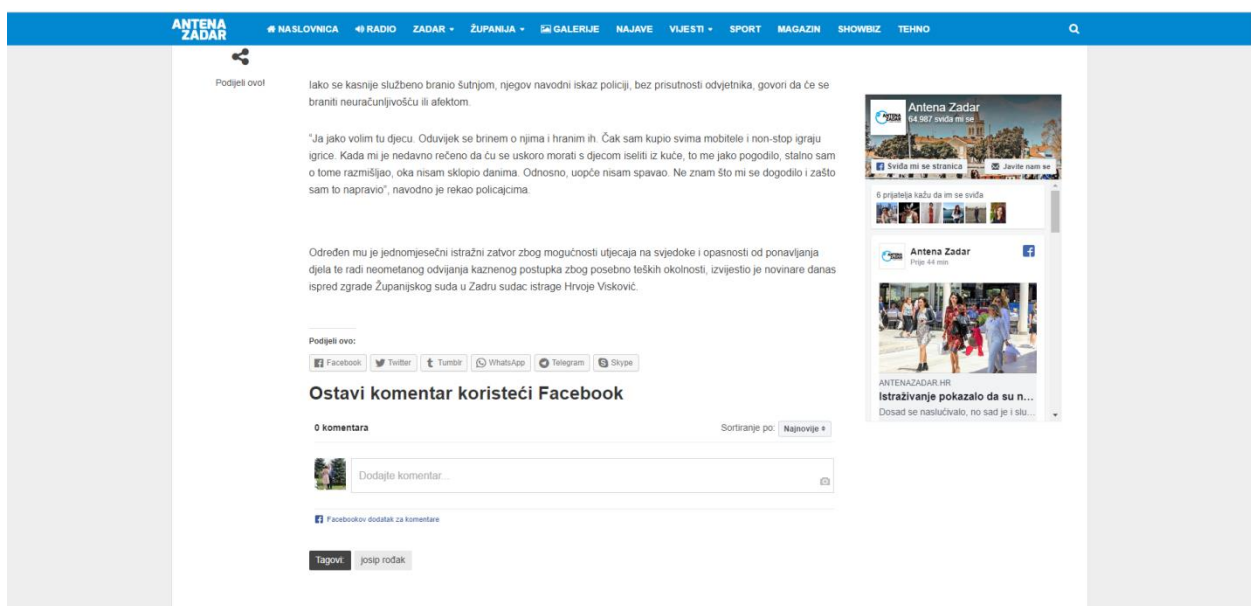 ANTENA
ZADAR
NASLOVNICA RADIO ZADAR ŽUPANIJA GALERIJE NAJAVE VIJESTI SPORT MAGAZIN SHOWBIZ TEHNO
Podijeli ovo!
Iako se kasnije službeno branio šutnjom, njegov navodni iskaz policiji, bez prisutnosti odvjetnika, govori da će se
braniti neuračunljivošću ili afektom.
"Ja jako volim tu djecu. Oduvijek se brinem o njima i hranim ih. Čak sam kupio svima mobitele i non-stop igraju
igrice. Kada mi je nedavno rečeno da ću se uskoro morati s djecom iseliti iz kuće, to me jako pogodilo, stalno sam
o tome razmišljao, oka nisam sklopio danima. Odnosno, uopće nisam spavao. Ne znam što mi se dogodilo i zašto
sam to napravio", navodno je rekao policajcima.
Određen mu je jednomjesečni istražni zatvor zbog mogućnosti utjecaja na svjedoke i opasnosti od ponavljanja
djela te radi neometanog odvijanja kaznenog postupka zbog posebno teških okolnosti, izvijestio je novinare danas
ispred zgrade Županijskog suda u Zadru sudac istrage Hrvoje Visković.
Podijeli ovo:
Facebook Twitter Tumblr WhatsApp Telegram Skype
Ostavi komentar koristeći Facebook
0 komentara Sortiranje po: Najnovije
Dodajte komentar...
Facebookov dodatak za komentare
Tagovi: josip rođak
Antena Zadar
64.987 sviđa mi se
Sviđa mi se stranica Javite nam se
6 prijatelja kažu da im se sviđa
Antena Zadar
Prije 44 min
ANTENAZADAR.HR
Istraživanje pokazalo da su n...
Dosad se naslućivalo, no sad je i slu...